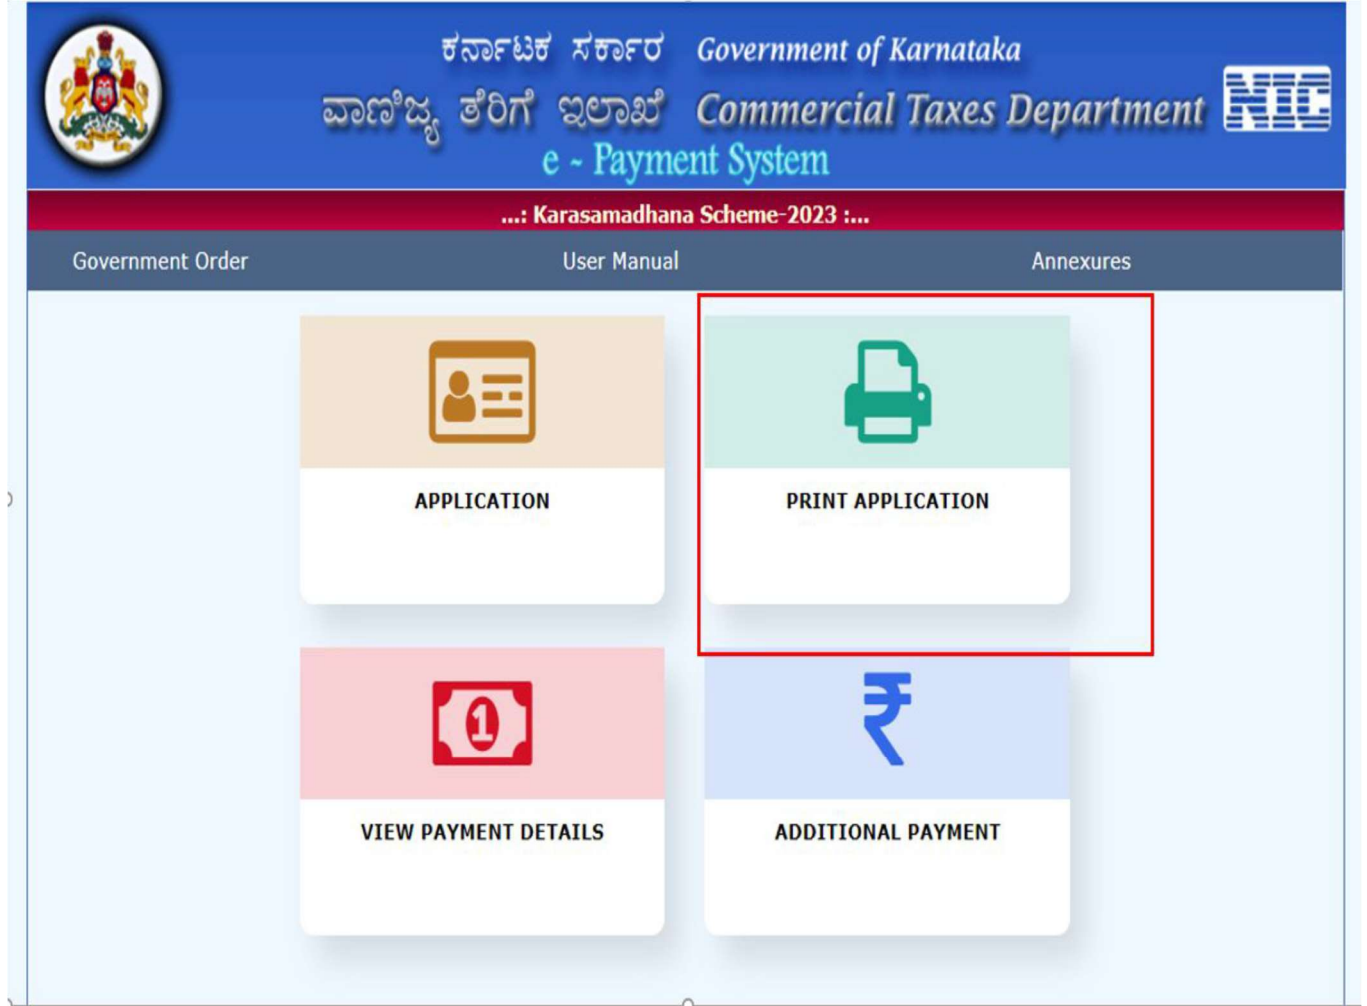 ಕರ್ನಾಟಕ ಸರ್ಕಾರ Government of Karnataka
ವಾಣಿಜ್ಯ ತೆರಿಗೆ ಇಲಾಖೆ Commercial Taxes Department NIC
e - Payment System
...: Karasamadhana Scheme-2023 :...
Government Order User Manual Annexures
APPLICATION PRINT APPLICATION
1 ₹
VIEW PAYMENT DETAILS ADDITIONAL PAYMENT